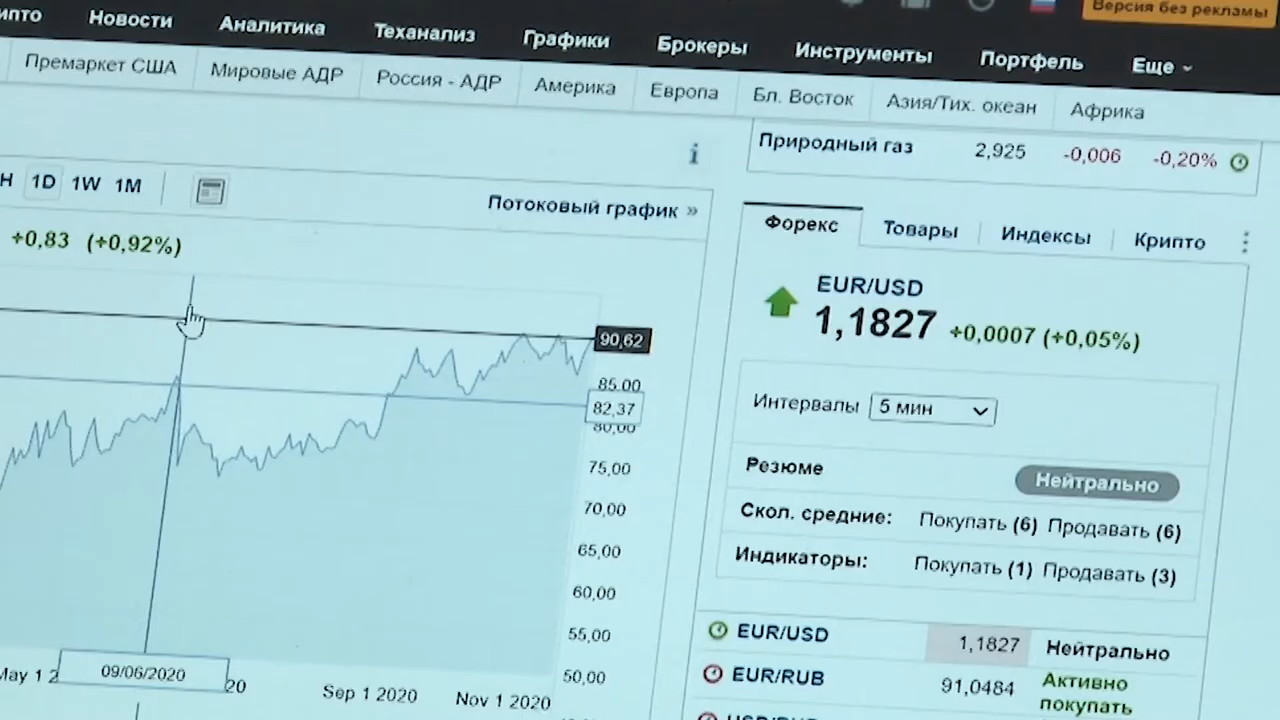 Версия без рекламы
Новости Аналитика Теханализ Графики Брокеры Инструменты Портфель Еще
Премаркет США Мировые АДР Россия - АДР Америка Европа Бл. Восток Азия/Тих. океан Африка
Природный газ 2,925 -0,006 -0,20%
1D 1W 1M
Потоковый график »
+0,83 (+0,92%)
90,62
85,00
82,37
80,00
75,00
70,00
65,00
60,00
55,00
50,00
09/06/2020
20
Sep 1 2020 Nov 1 2020
Форекс Товары Индексы Крипто
EUR/USD
1,1827 +0,0007 (+0,05%)
Интервалы 5 мин
Резюме Нейтрально
Скол. средние: Покупать (6) Продавать (6)
Индикаторы: Покупать (1) Продавать (3)
EUR/USD 1,1827 Нейтрально
EUR/RUB 91,0484 Активно
покупать